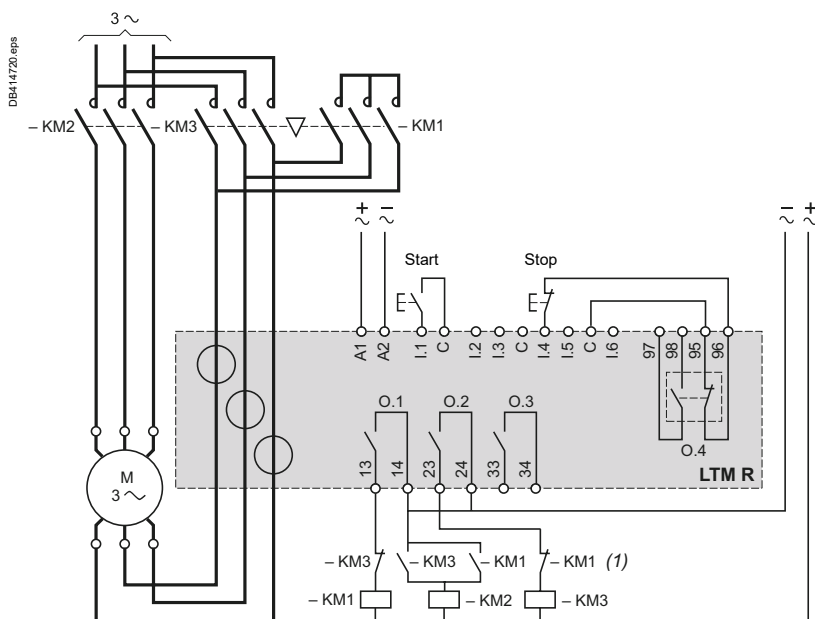 3 ∼
DB414720.eps
– KM2
– KM3
– KM1
+
∼
–
∼
–
∼
+
∼
Start
Stop
A1
A2
I.1
C
I.2
I.3
C
I.4
I.5
C
I.6
97
98
95
96
O.1
O.2
O.3
O.4
13
14
23
24
33
34
LTM R
M
3 ∼
– KM3
– KM3
– KM1
– KM1 (1)
– KM1
– KM2
– KM3